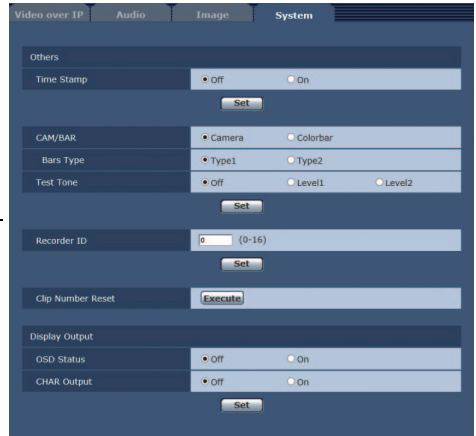 Video over IP Audio Image System
Others
Time Stamp Off On
Set
CAM/BAR Camera Colorbar
Bars Type Type1 Type2
Test Tone Off Level1 Level2
Set
Recorder ID 0 (0-16)
Set
Clip Number Reset Execute
Display Output
OSD Status Off On
CHAR Output Off On
Set